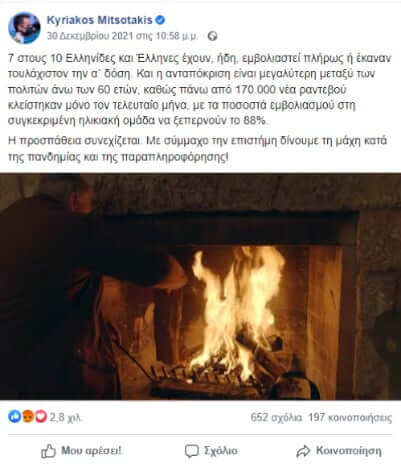 Kyriakos Mitsotakis
30 Δεκεμβρίου 2021 στις 10:58 μ.μ. ·
7 στους 10 Ελληνίδες και Έλληνες έχουν, ήδη, εμβολιαστεί πλήρως ή έκαναν
τουλάχιστον την α΄ δόση. Και η ανταπόκριση είναι μεγαλύτερη μεταξύ των
πολιτών άνω των 60 ετών, καθώς πάνω από 170.000 νέα ραντεβού
κλείστηκαν μόνο τον τελευταίο μήνα, με τα ποσοστά εμβολιασμού στη
συγκεκριμένη ηλικιακή ομάδα να ξεπερνούν το 88%.
Η προσπάθεια συνεχίζεται. Με σύμμαχο την επιστήμη δίνουμε τη μάχη κατά
της πανδημίας και της παραπληροφόρησης!
2,8 χιλ. 652 σχόλια 197 κοινοποιήσεις
Μου αρέσει! Σχόλιο Κοινοποίηση